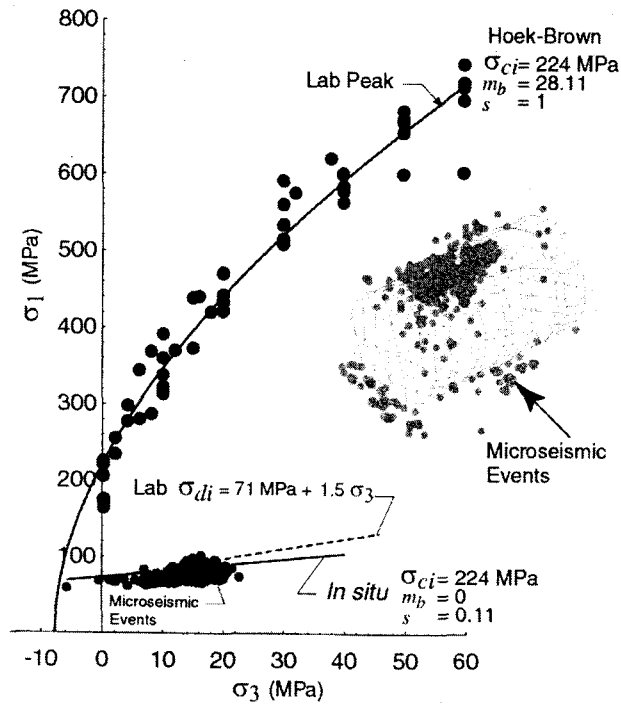 800
700
600
500
400
300
200
100
σ1 (MPa)
-10 0 10 20 30 40 50 60
σ3 (MPa)
Hoek-Brown
σci = 224 MPa
mb = 28.11
s = 1
Lab Peak
Microseismic
Events
Lab σdi = 71 MPa + 1.5 σ3
In situ
σci = 224 MPa
mb = 0
s = 0.11
Microseismic
Events